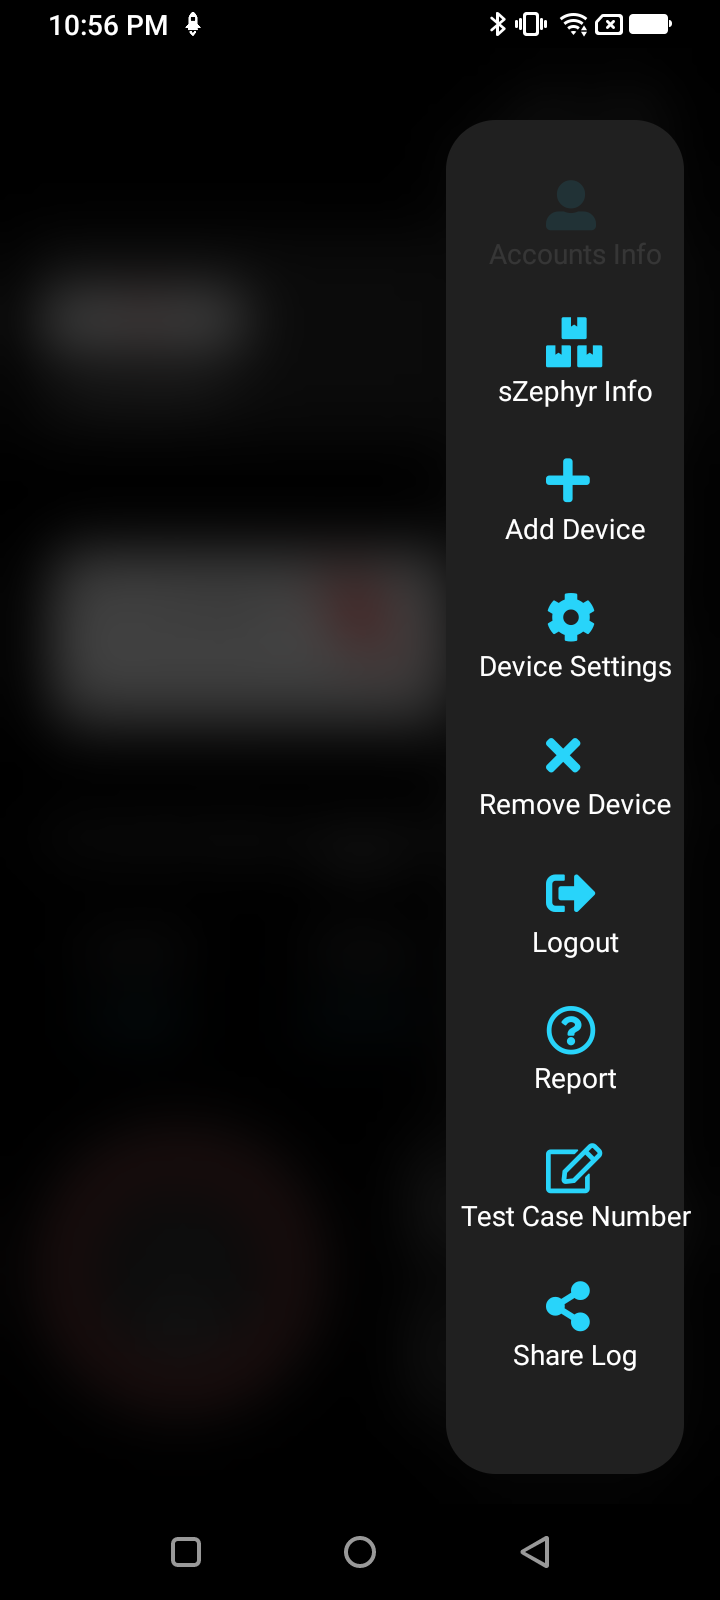 10:56 PM
Accounts Info
sZephyr Info
Add Device
Device Settings
Remove Device
Logout
Report
Test Case Number
Share Log